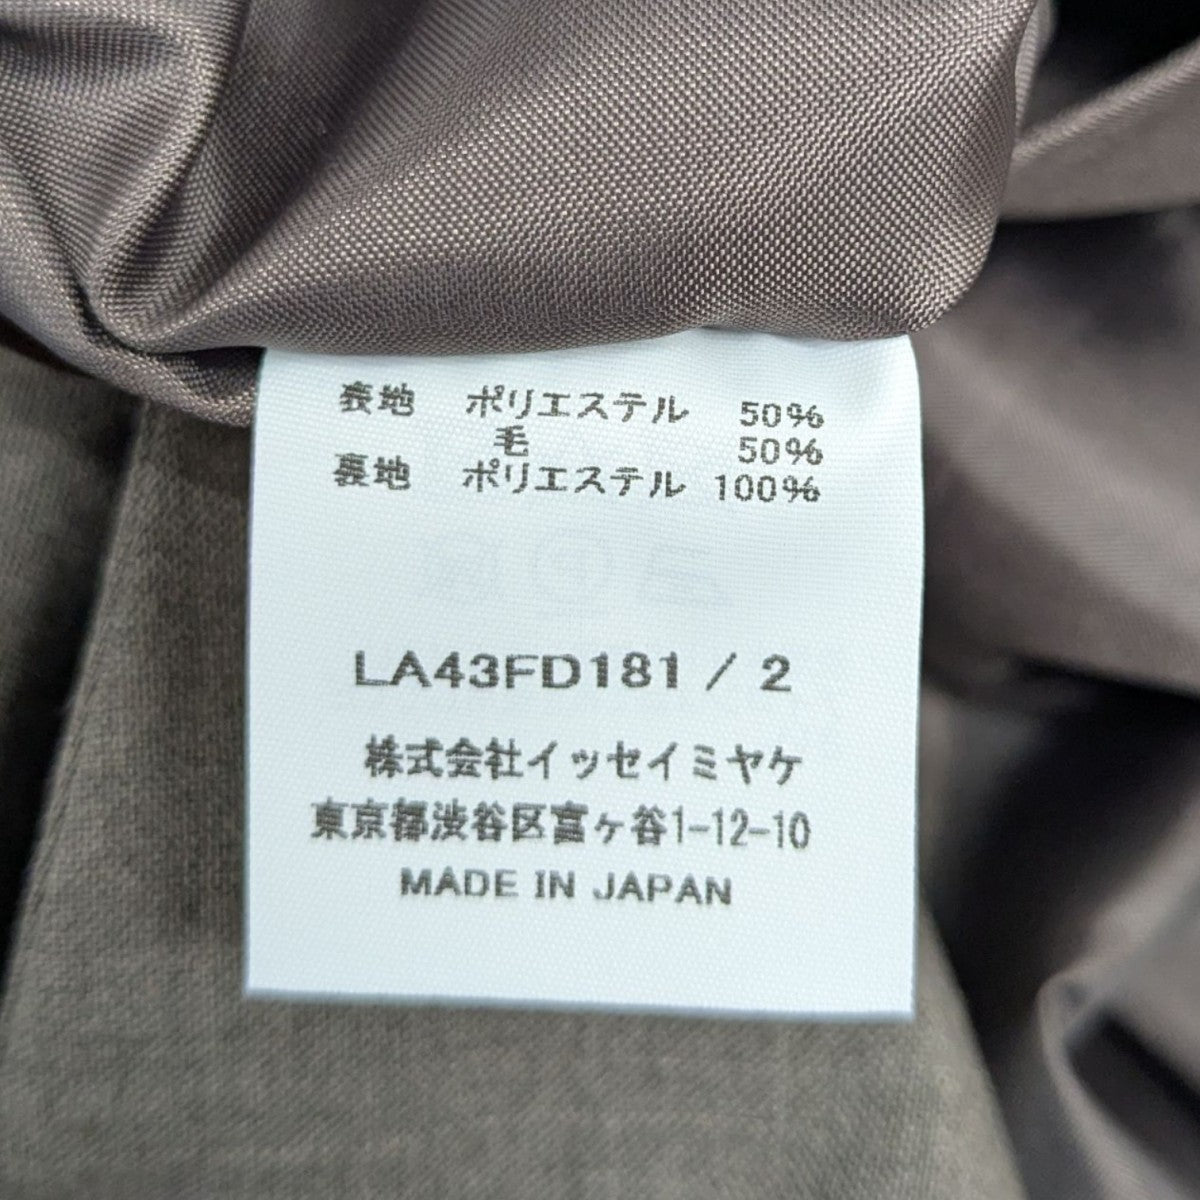 表地 ポリエステル 50%
毛 50%
裏地 ポリエステル 100%
LA43FD181 / 2
株式会社イッセイミヤケ
東京都渋谷区富ヶ谷1-12-10
MADE IN JAPAN